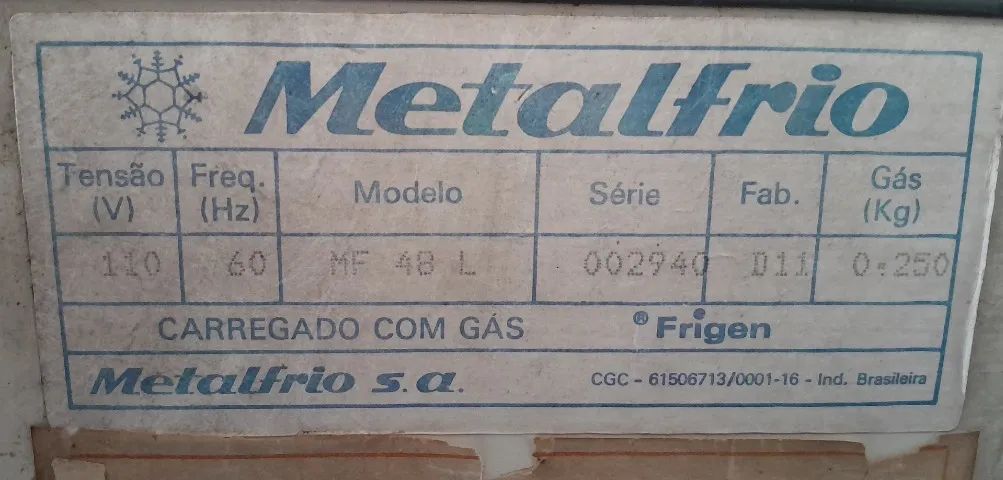 Metalfrio
Tensão (V) Freq. (Hz) Modelo Série Fab. Gás (Kg)
110 60 MF 48 L 002940 D11 0.250
CARREGADO COM GÁS ® Frigen
Metalfrio s.a. CGC - 61506713/0001-16 - Ind. Brasileira